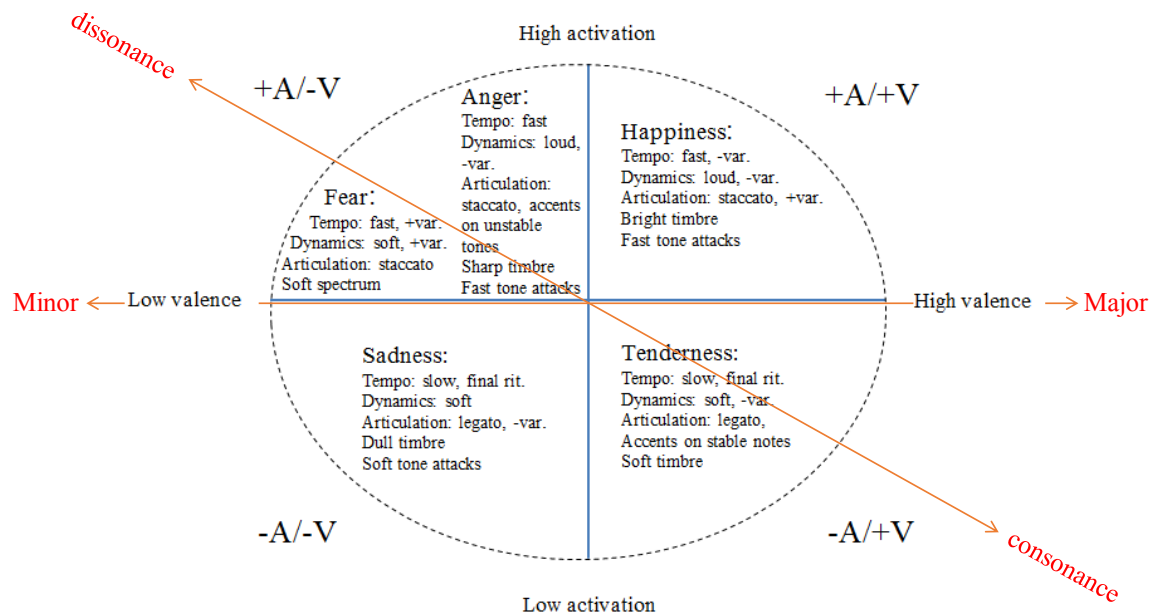 dissonance
High activation
+A/-V
+A/+V
Anger:
Tempo: fast
Dynamics: loud,
-var.
Articulation:
staccato, accents
on unstable
tones
Sharp timbre
Fast tone attacks
Happiness:
Tempo: fast, -var.
Dynamics: loud, -var.
Articulation: staccato, +var.
Bright timbre
Fast tone attacks
Fear:
Tempo: fast, +var.
Dynamics: soft, +var.
Articulation: staccato
Soft spectrum
Minor
Low valence
High valence
Major
Sadness:
Tempo: slow, final rit.
Dynamics: soft
Articulation: legato, -var.
Dull timbre
Soft tone attacks
Tenderness:
Tempo: slow, final rit.
Dynamics: soft, -var.
Articulation: legato,
Accents on stable notes
Soft timbre
-A/-V
-A/+V
consonance
Low activation